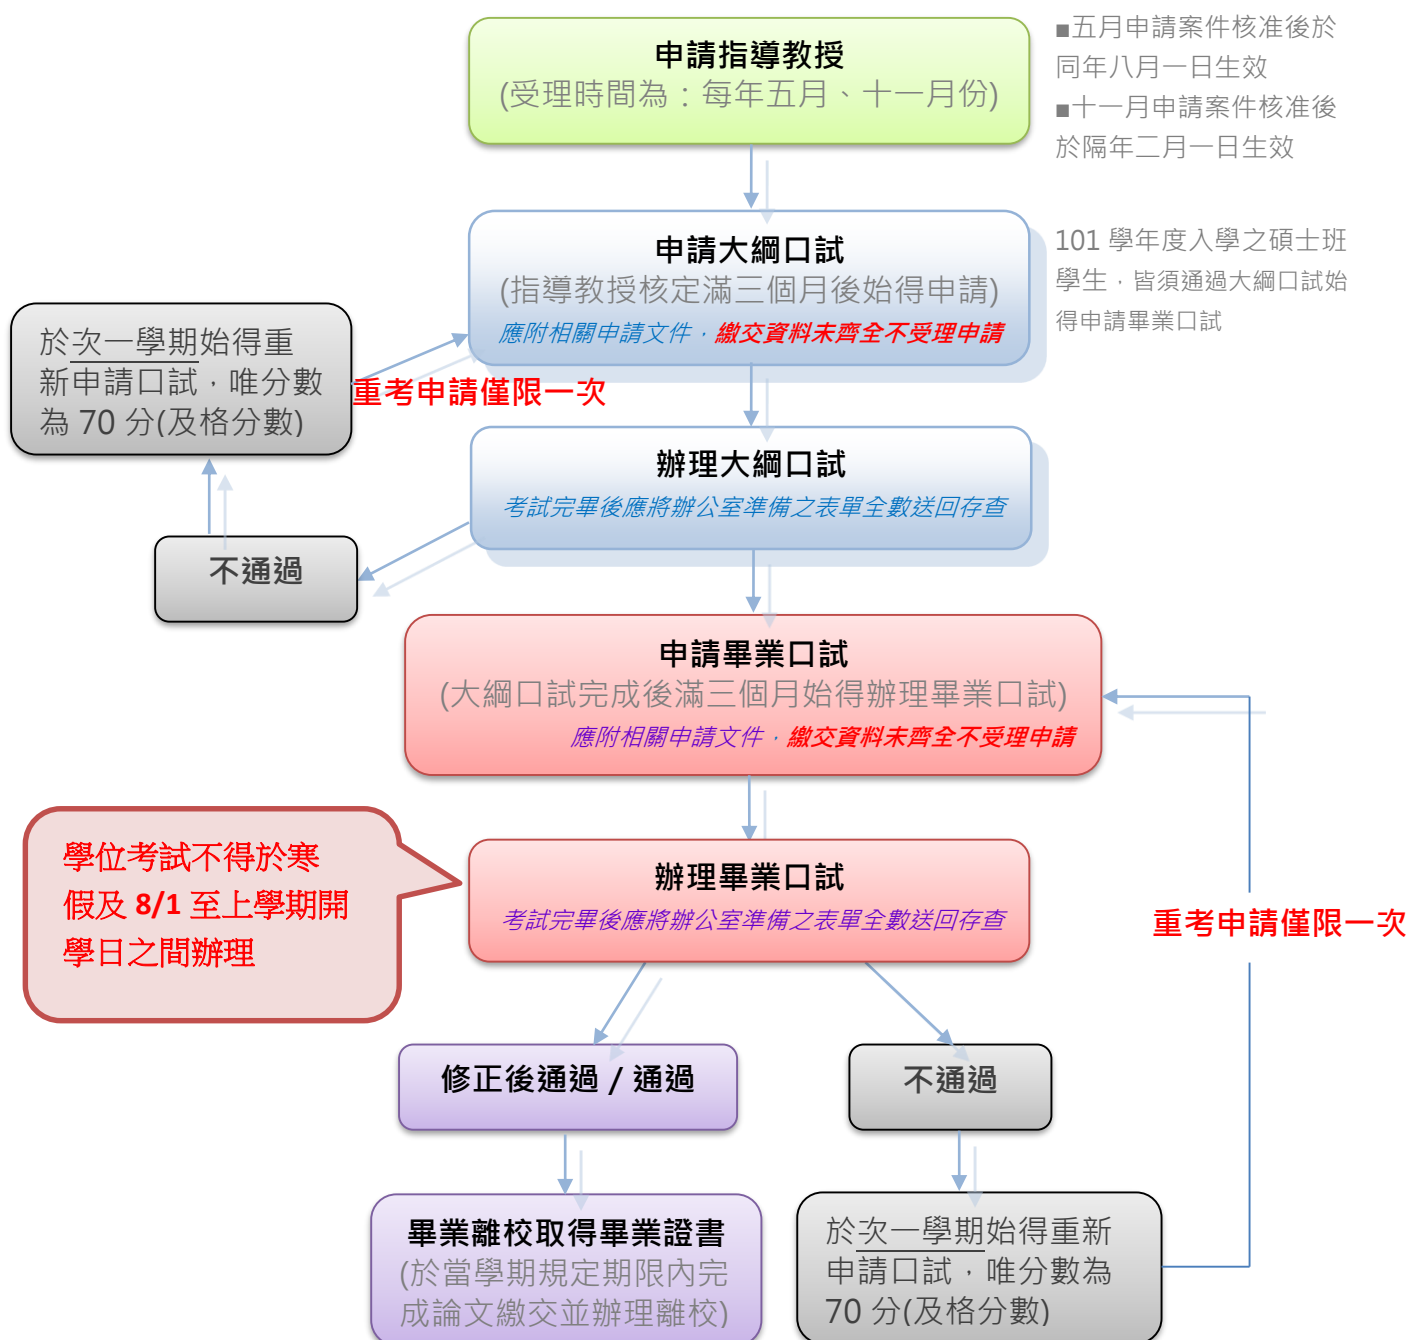 申請指導教授
(受理時間為：每年五月、十一月份)
■五月申請案件核准後於
同年八月一日生效
■十一月申請案件核准後
於隔年二月一日生效
申請大綱口試
(指導教授核定滿三個月後始得申請)
應附相關申請文件，繳交資料未齊全不受理申請
101 學年度入學之碩士班
學生，皆須通過大綱口試始
得申請畢業口試
於次一學期始得重
新申請口試，唯分數
為 70 分(及格分數)
重考申請僅限一次
辦理大綱口試
考試完畢後應將辦公室準備之表單全數送回存查
不通過
申請畢業口試
(大綱口試完成後滿三個月始得辦理畢業口試)
應附相關申請文件，繳交資料未齊全不受理申請
學位考試不得於寒
假及 8/1 至上學期開
學日之間辦理
辦理畢業口試
考試完畢後應將辦公室準備之表單全數送回存查
重考申請僅限一次
修正後通過 / 通過
不通過
畢業離校取得畢業證書
(於當學期規定期限內完
成論文繳交並辦理離校)
於次一學期始得重新
申請口試，唯分數為
70 分(及格分數)